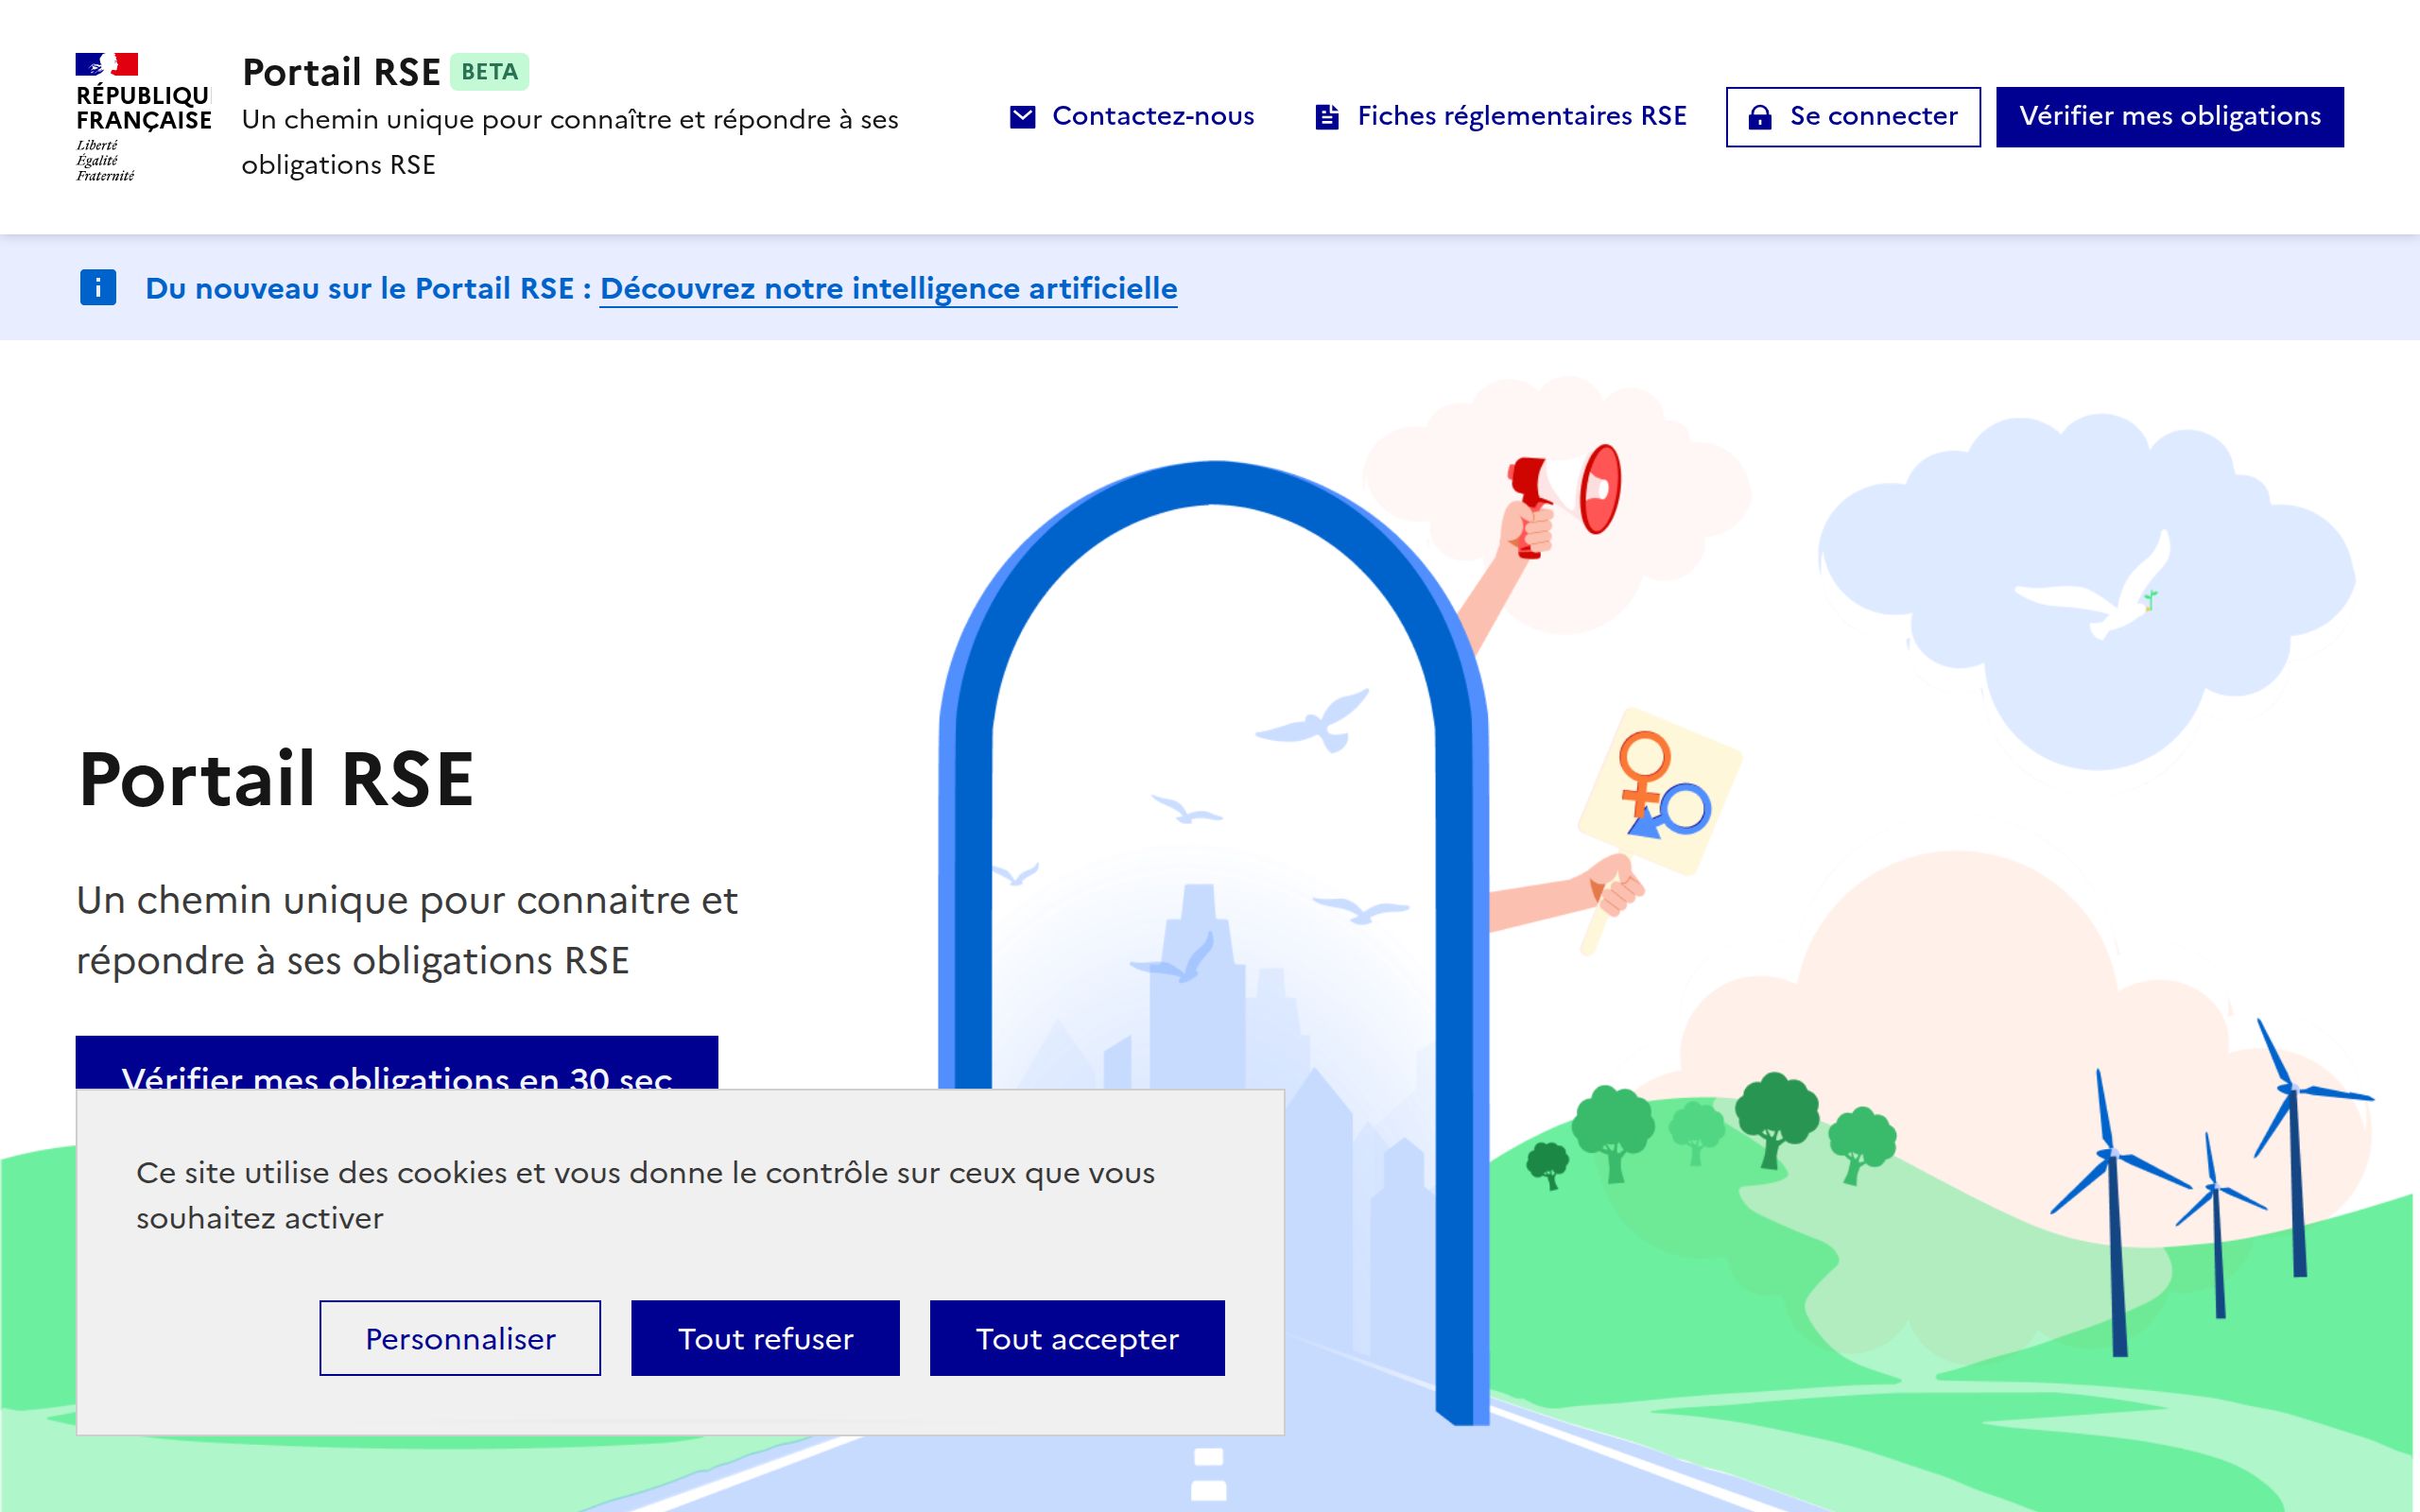 RÉPUBLIQU
FRANÇAISE
Liberté
Égalité
Fraternité
Portail RSE BETA
Un chemin unique pour connaître et répondre à ses
obligations RSE
Contactez-nous
Fiches réglementaires RSE
Se connecter
Vérifier mes obligations
Du nouveau sur le Portail RSE : Découvrez notre intelligence artificielle
Portail RSE
Un chemin unique pour connaitre et
répondre à ses obligations RSE
Vérifier mes obligations en 30 sec
Ce site utilise des cookies et vous donne le contrôle sur ceux que vous
souhaitez activer
Personnaliser
Tout refuser
Tout accepter